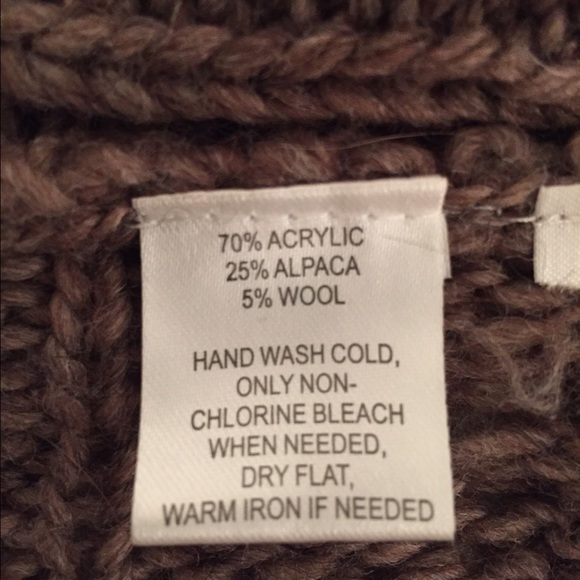 70% ACRYLIC
25% ALPACA
5% WOOL
HAND WASH COLD,
ONLY NON-
CHLORINE BLEACH
WHEN NEEDED,
DRY FLAT,
WARM IRON IF NEEDED